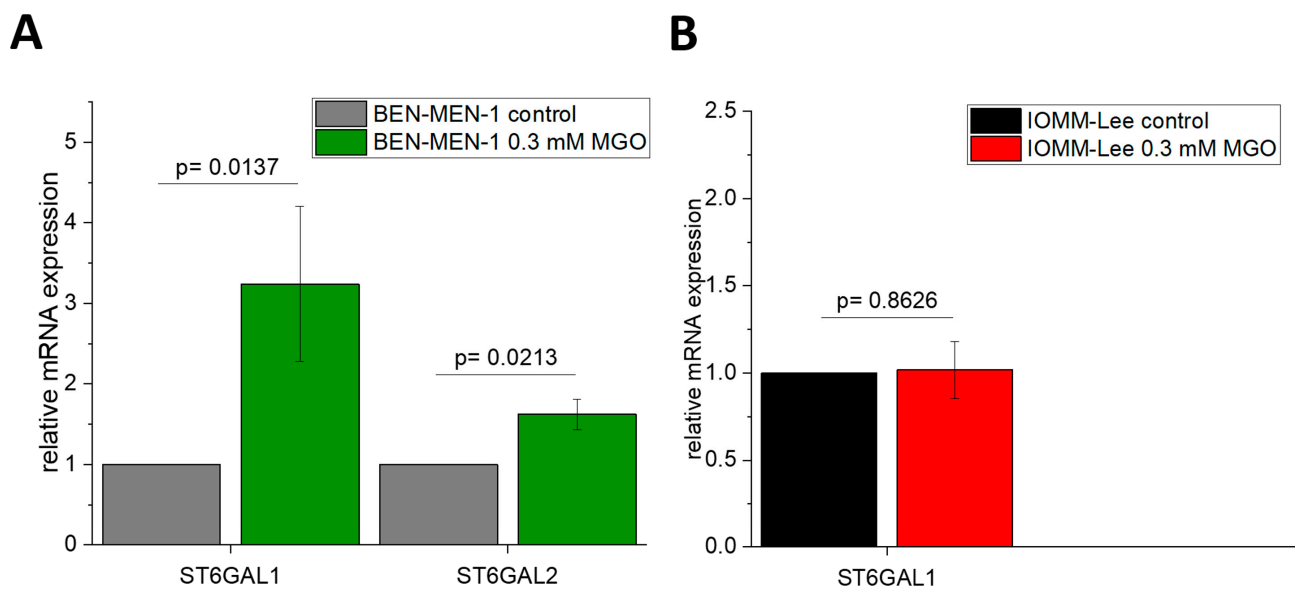 A
BEN-MEN-1 control
BEN-MEN-1 0.3 mM MGO
p= 0.0137
p= 0.0213
relative mRNA expression
5
4
3
2
1
0
ST6GAL1
ST6GAL2
B
IOMM-Lee control
IOMM-Lee 0.3 mM MGO
p= 0.8626
relative mRNA expression
2.5
2.0
1.5
1.0
0.5
0.0
ST6GAL1